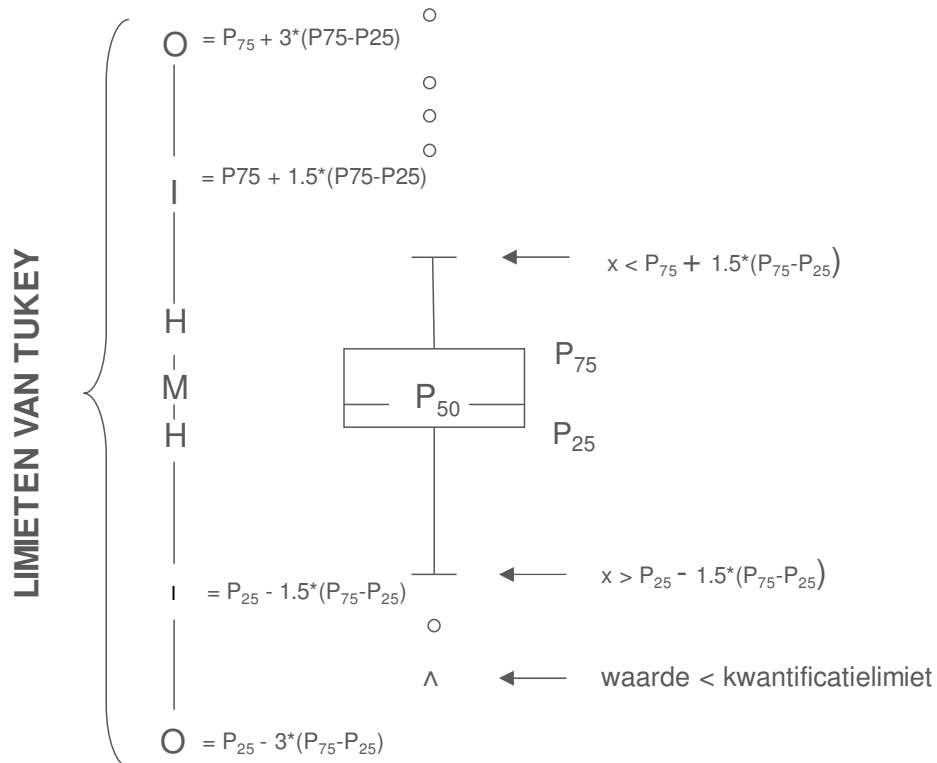 LIMIETEN VAN TUKEY
O = P75 + 3*(P75-P25)
I = P75 + 1.5*(P75-P25)
H
M
H
I = P25 - 1.5*(P75-P25)
O = P25 - 3*(P75-P25)
x < P75 + 1.5*(P75-P25)
P75
P50
P25
x > P25 - 1.5*(P75-P25)
^ waarde < kwantificatielimiet